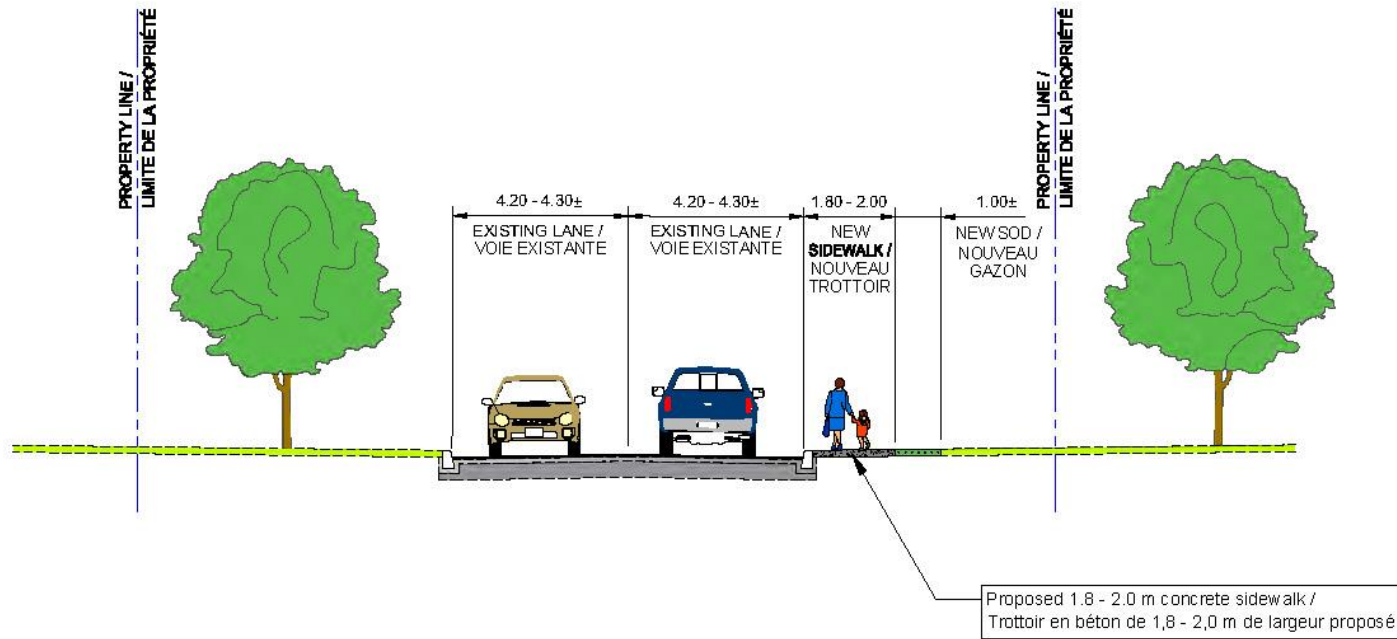 PROPERTY LINE /
LIMITE DE LA PROPRIÉTÉ
4.20 - 4.30±
EXISTING LANE /
VOIE EXISTANTE
4.20 - 4.30±
EXISTING LANE /
VOIE EXISTANTE
1.80 - 2.00
NEW
SIDEWALK /
NOUVEAU
TROTTOIR
1.00±
NEW SOD /
NOUVEAU
GAZON
PROPERTY LINE /
LIMITE DE LA PROPRIÉTÉ
Proposed 1.8 - 2.0 m concrete sidewalk /
Trottoir en béton de 1,8 - 2,0 m de largeur proposé